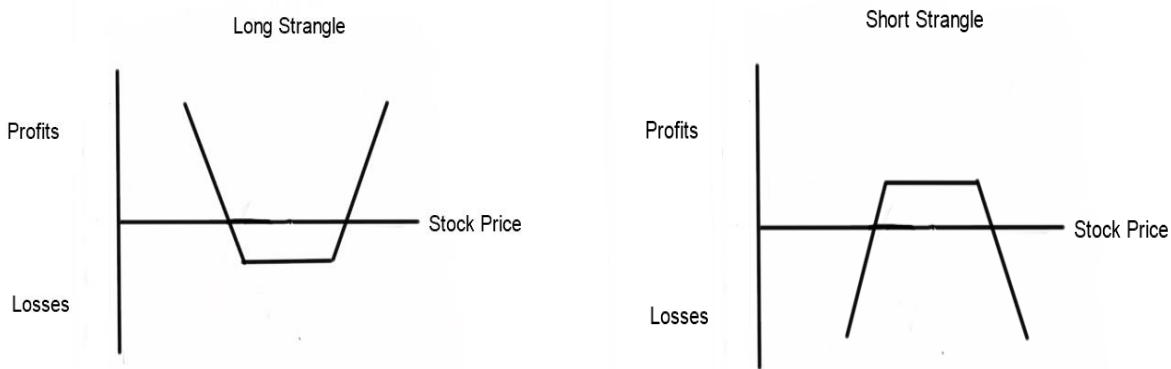 Long Strangle
Profits
Stock Price
Losses
Short Strangle
Profits
Stock Price
Losses